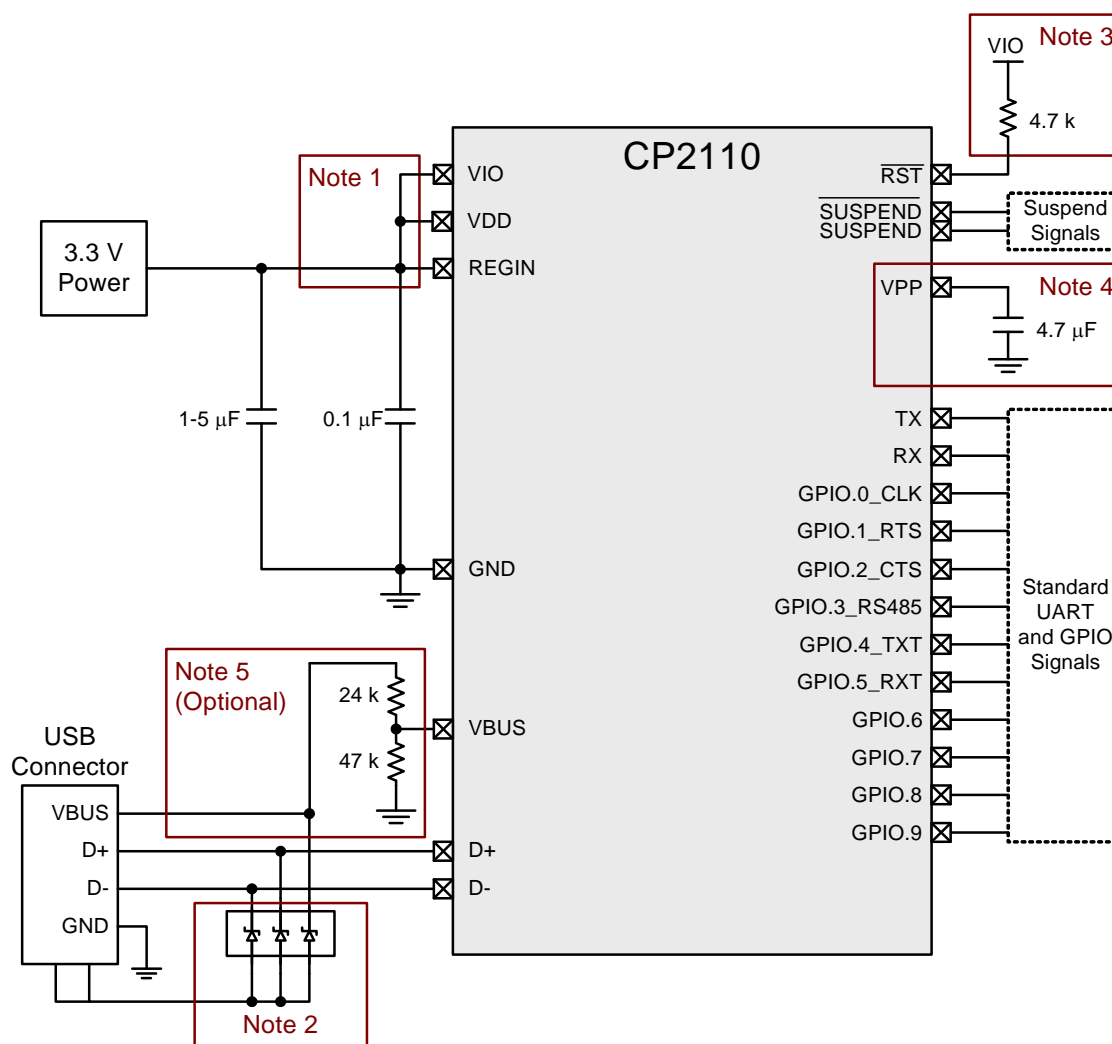 Note 3
VIO
4.7 k
CP2110
Note 1
VIO
RST
VDD
SUSPEND
SUSPEND
Suspend
Signals
3.3 V
Power
REGIN
VPP
Note 4
4.7 μF
1-5 μF
0.1 μF
TX
RX
GPIO.0_CLK
GPIO.1_RTS
GND
GPIO.2_CTS
GPIO.3_RS485
GPIO.4_TXT
GPIO.5_RXT
GPIO.6
GPIO.7
GPIO.8
GPIO.9
Standard
UART
and GPIO
Signals
Note 5
(Optional)
24 k
47 k
VBUS
USB
Connector
VBUS
D+
D-
GND
D+
D-
Note 2